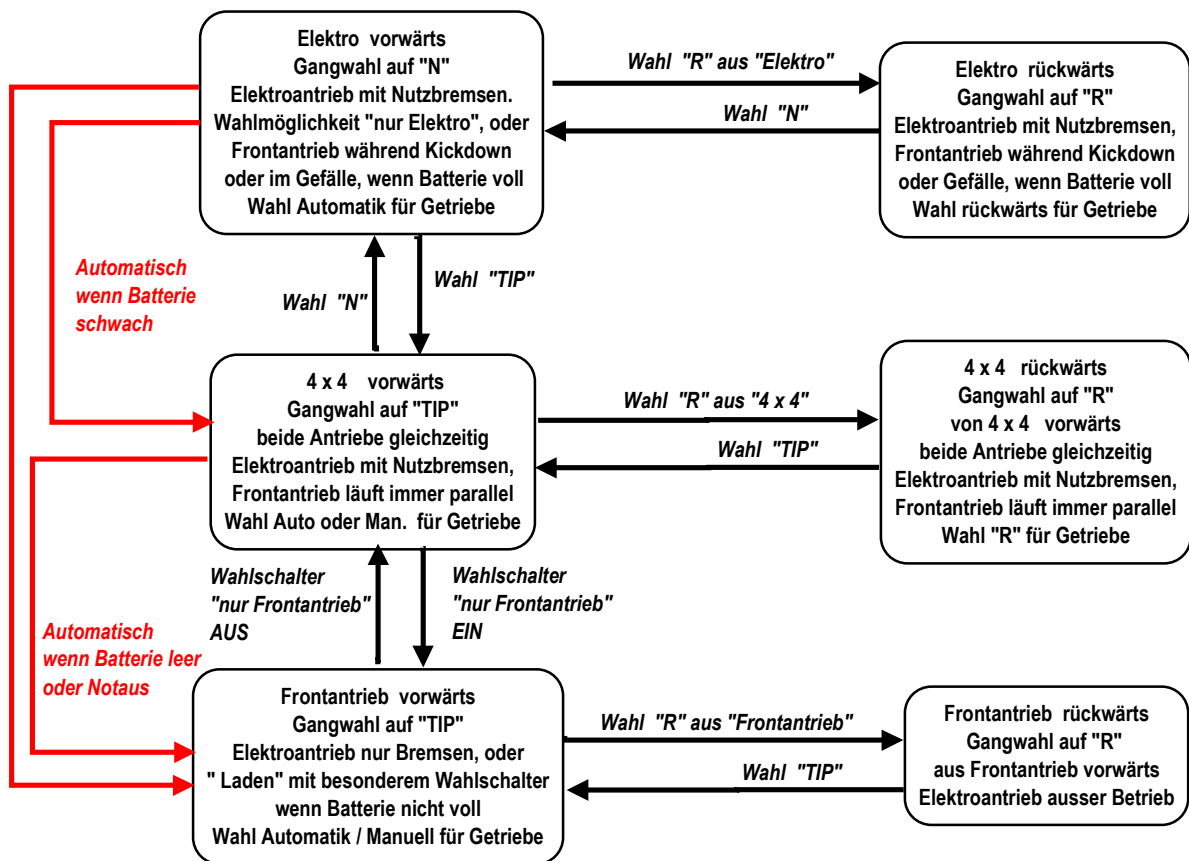 Elektro vorwärts
Gangwahl auf "N"
Elektroantrieb mit Nutzbremsen.
Wahlmöglichkeit "nur Elektro", oder
Frontantrieb während Kickdown
oder im Gefälle, wenn Batterie voll
Wahl Automatik für Getriebe
Wahl "R" aus "Elektro"
Wahl "N"
Elektro rückwärts
Gangwahl auf "R"
Elektroantrieb mit Nutzbremsen,
Frontantrieb während Kickdown
oder Gefälle, wenn Batterie voll
Wahl rückwärts für Getriebe
Automatisch
wenn Batterie
schwach
Wahl "N"
Wahl "TIP"
4 x 4 vorwärts
Gangwahl auf "TIP"
beide Antriebe gleichzeitig
Elektroantrieb mit Nutzbremsen,
Frontantrieb läuft immer parallel
Wahl Auto oder Man. für Getriebe
Wahl "R" aus "4 x 4"
Wahl "TIP"
4 x 4 rückwärts
Gangwahl auf "R"
von 4 x 4 vorwärts
beide Antriebe gleichzeitig
Elektroantrieb mit Nutzbremsen,
Frontantrieb läuft immer parallel
Wahl "R" für Getriebe
Automatisch
wenn Batterie leer
oder Notaus
Wahlschalter
"nur Frontantrieb"
AUS
Wahlschalter
"nur Frontantrieb"
EIN
Frontantrieb vorwärts
Gangwahl auf "TIP"
Elektroantrieb nur Bremsen, oder
" Laden" mit besonderem Wahlschalter
wenn Batterie nicht voll
Wahl Automatik / Manuell für Getriebe
Wahl "R" aus "Frontantrieb"
Wahl "TIP"
Frontantrieb rückwärts
Gangwahl auf "R"
aus Frontantrieb vorwärts
Elektroantrieb ausser Betrieb